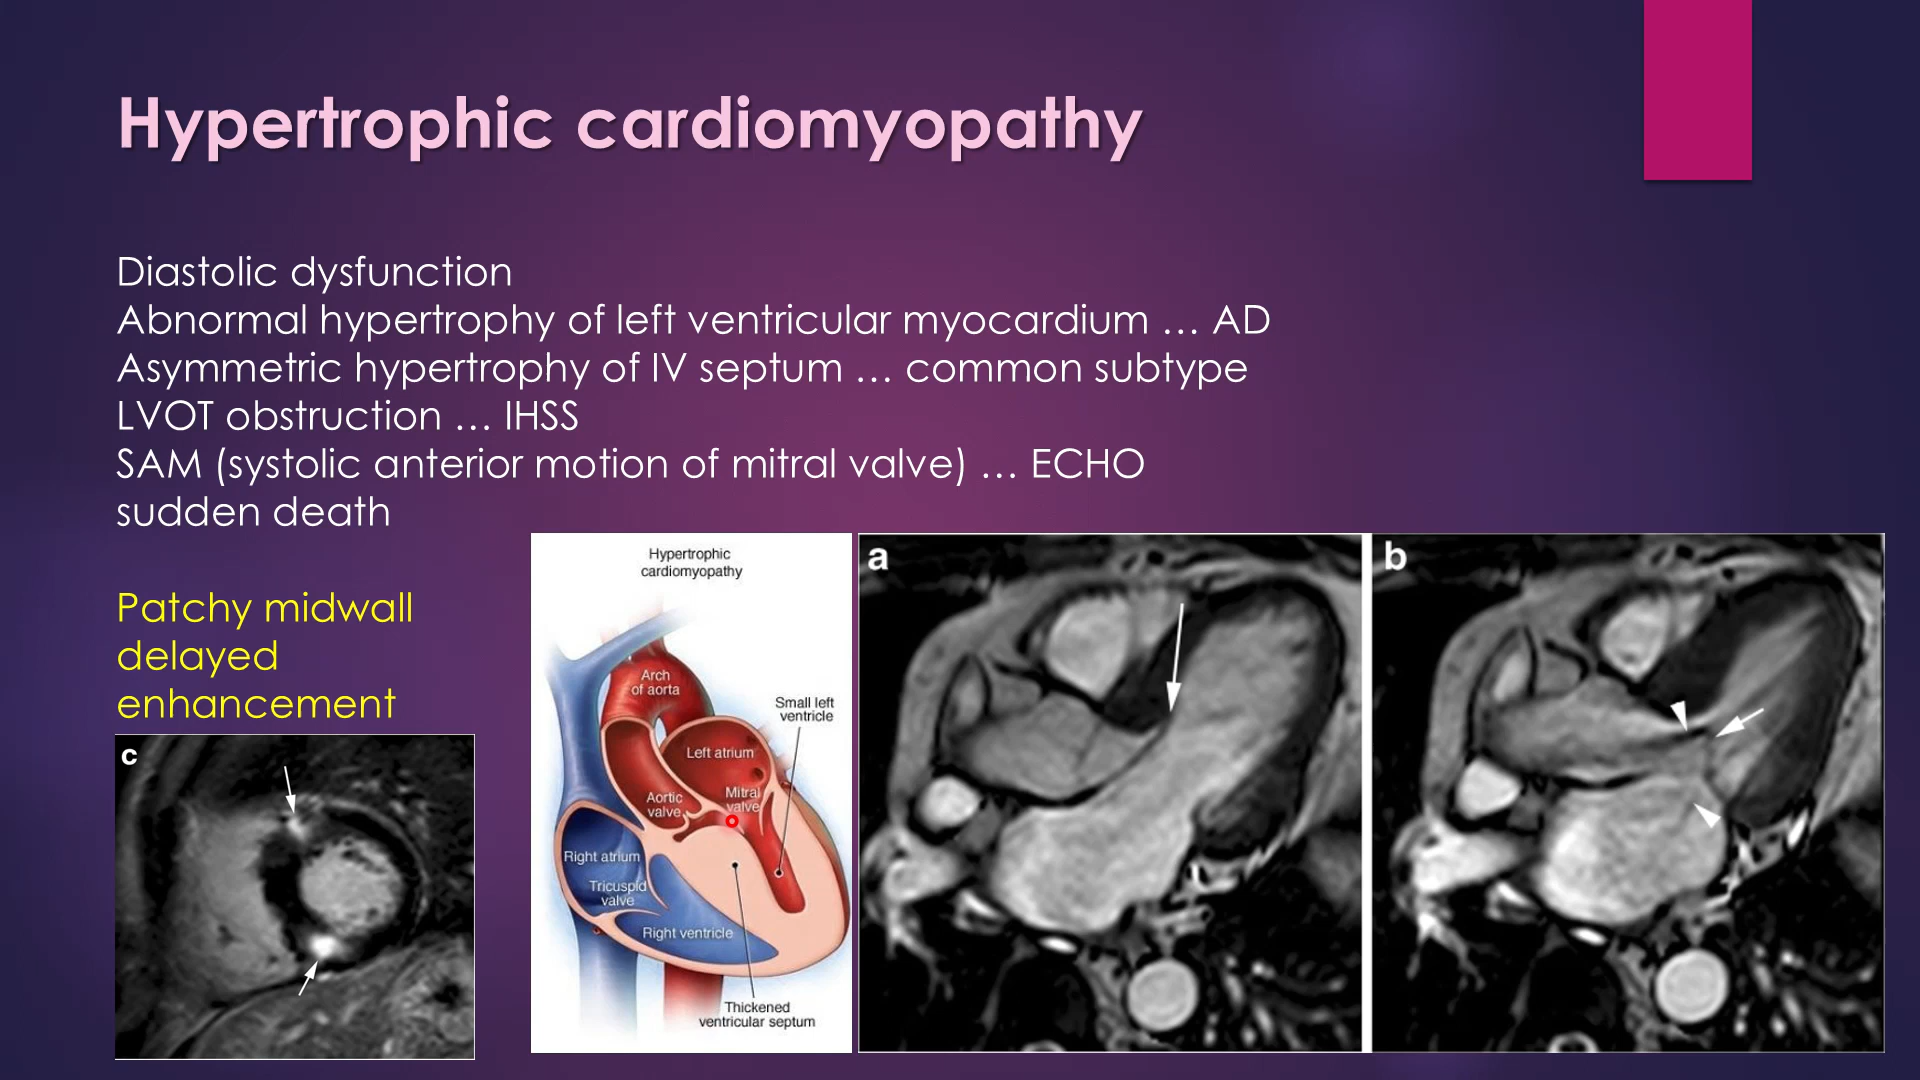 Hypertrophic cardiomyopathy
Diastolic dysfunction
Abnormal hypertrophy of left ventricular myocardium … AD
Asymmetric hypertrophy of IV septum … common subtype
LVOT obstruction … IHSS
SAM (systolic anterior motion of mitral valve) … ECHO
sudden death
Patchy midwall
delayed
enhancement
c
Hypertrophic
cardiomyopathy
Arch
of aorta
Small left
ventricle
Left atrium
Aortic
valve
Mitral
valve
Right atrium
Tricuspid
valve
Right ventricle
Thickened
ventricular septum
a
b